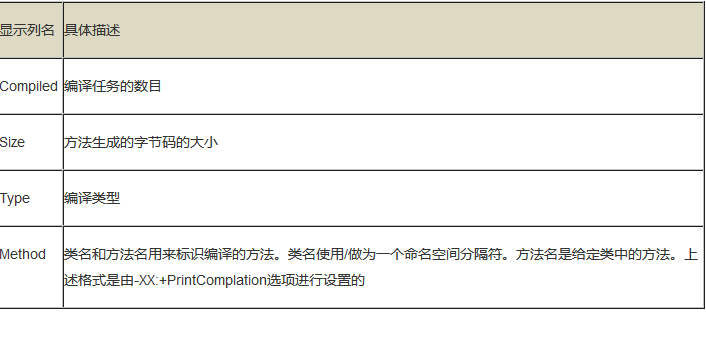 显示列名 具体描述
Compiled 编译任务的数目
Size 方法生成的字节码的大小
Type 编译类型
Method 类名和方法名用来标识编译的方法。类名使用/做为一个命名空间分隔符。方法名是给定类中的方法。上
述格式是由-XX:+PrintComplation选项进行设置的